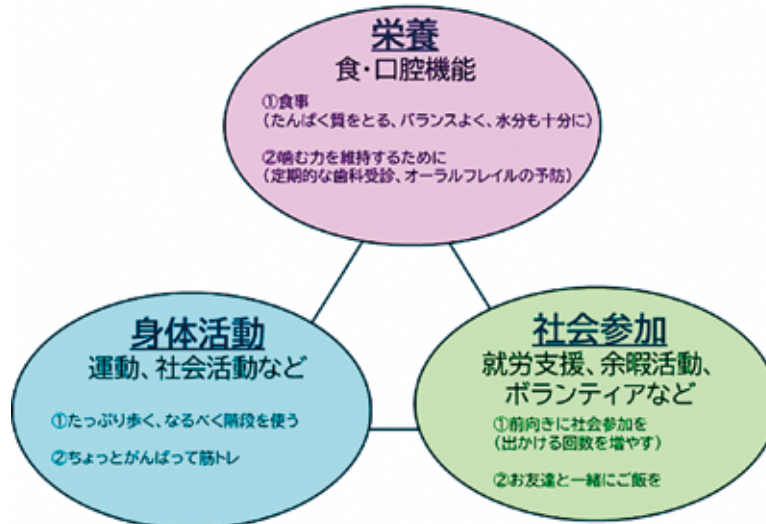 栄養
食・口腔機能
①食事
(たんぱく質をとる、バランスよく、水分も十分に)
②噛む力を維持するために
(定期的な歯科受診、オーラルフレイルの予防)
身体活動
運動、社会活動など
①たっぷり歩く、なるべく階段を使う
②ちょっとがんばって筋トレ
社会参加
就労支援、余暇活動、
ボランティアなど
①前向きに社会参加を
(出かける回数を増やす)
②お友達と一緒にご飯を